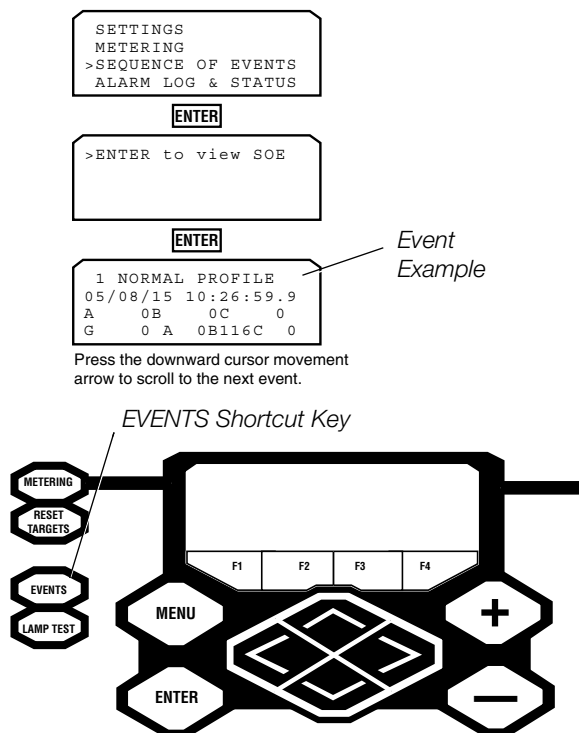 SETTINGS
METERING
>SEQUENCE OF EVENTS
ALARM LOG & STATUS
ENTER
>ENTER to view SOE
ENTER
1 NORMAL PROFILE
05/08/15 10:26:59.9
A 0B 0C 0
G 0 A 0B116C 0
Event
Example
Press the downward cursor movement
arrow to scroll to the next event.
EVENTS Shortcut Key
METERING
RESET
TARGETS
F1 F2 F3 F4
EVENTS
LAMP TEST
MENU
+
ENTER
—